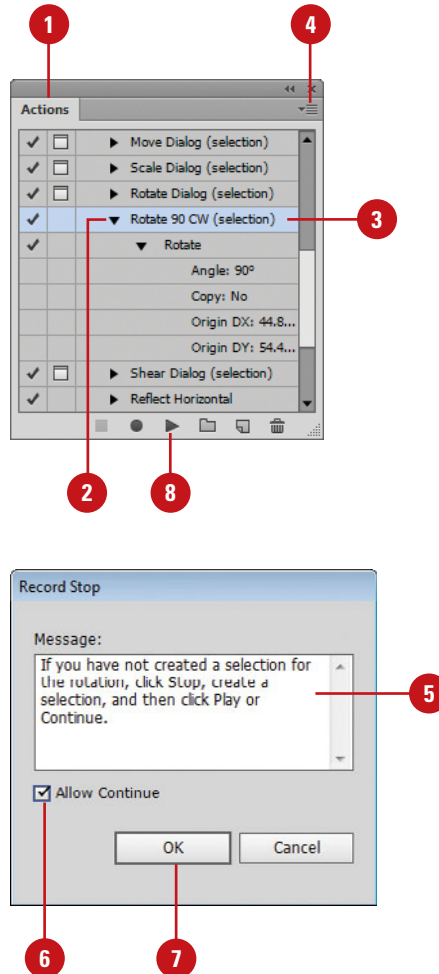 1
4
Actions
Move Dialog (selection)
Scale Dialog (selection)
Rotate Dialog (selection)
Rotate 90 CW (selection)
3
Rotate
Angle: 90°
Copy: No
Origin DX: 44.8...
Origin DY: 54.4...
Shear Dialog (selection)
Reflect Horizontal
2
8
Record Stop
Message:
If you have not created a selection for
the rotation, click Stop, create a
selection, and then click Play or
Continue.
5
Allow Continue
OK
Cancel
6
7